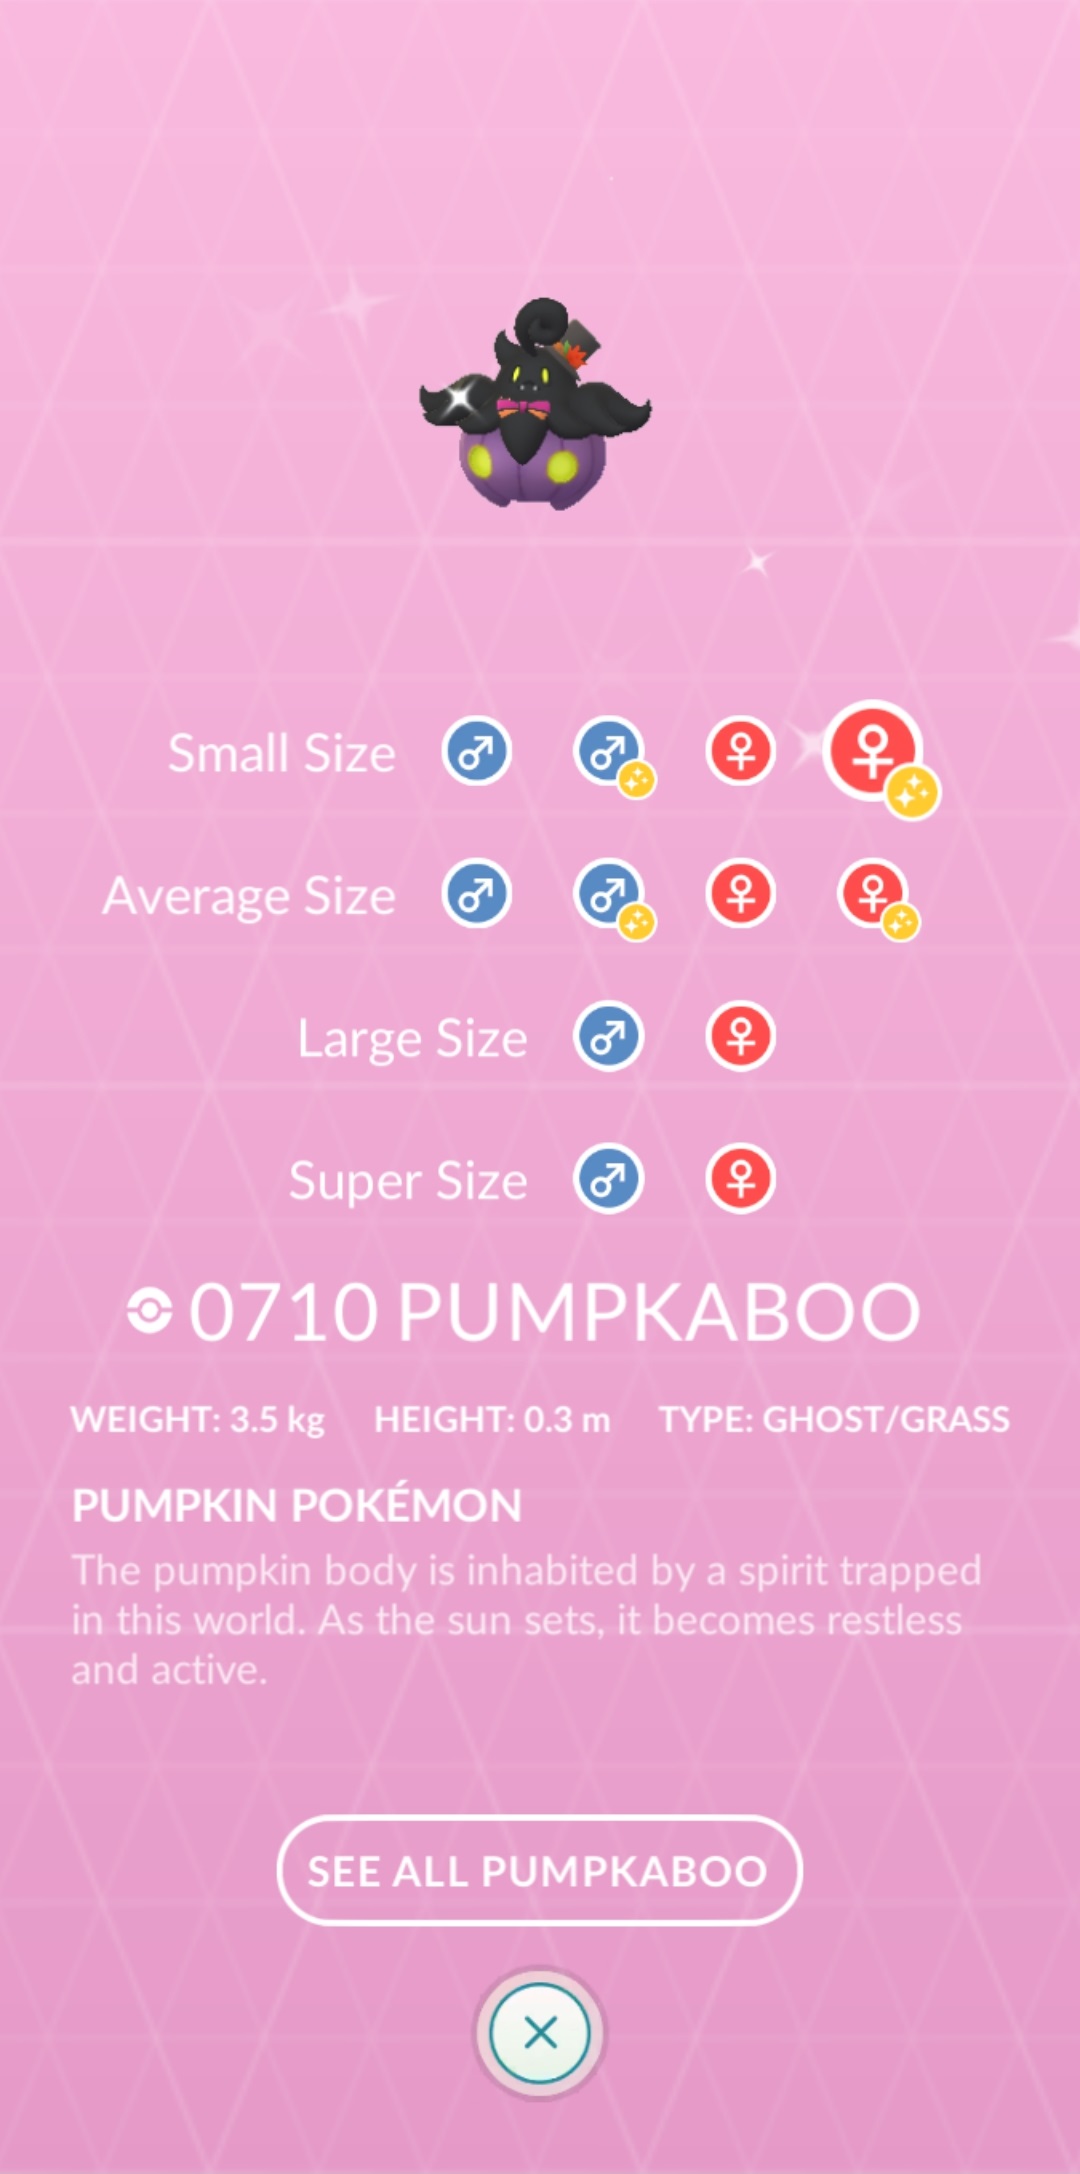 Small Size
Average Size
Large Size
Super Size
0710 PUMPKABOO
WEIGHT: 3.5 kg HEIGHT: 0.3 m TYPE: GHOST/GRASS
PUMPKIN POKÉMON
The pumpkin body is inhabited by a spirit trapped
in this world. As the sun sets, it becomes restless
and active.
SEE ALL PUMPKABOO